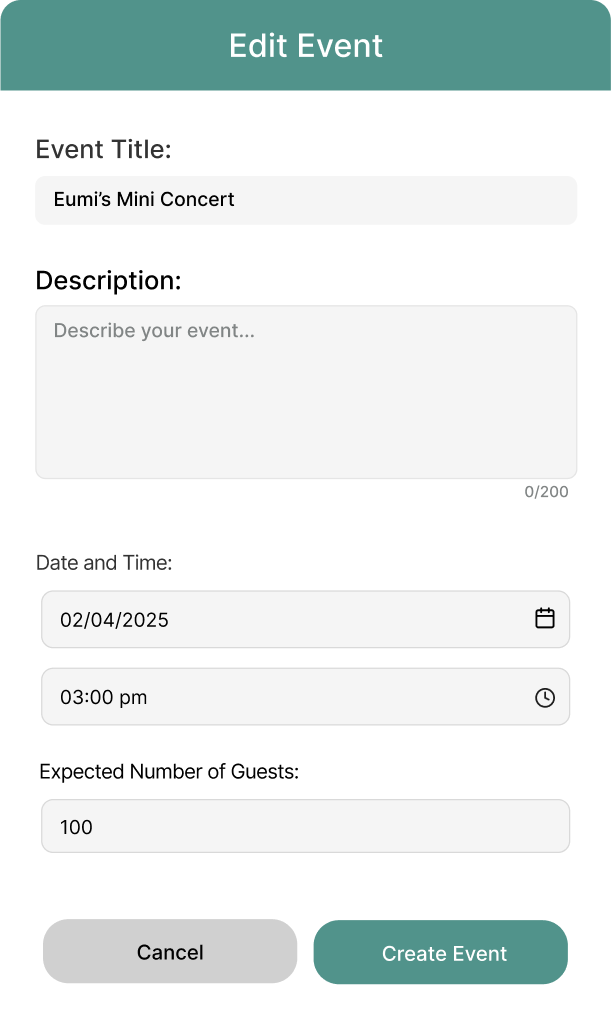 Edit Event
Event Title:
Eumi’s Mini Concert
Description:
Describe your event...
0/200
Date and Time:
02/04/2025
03:00 pm
Expected Number of Guests:
100
Cancel
Create Event